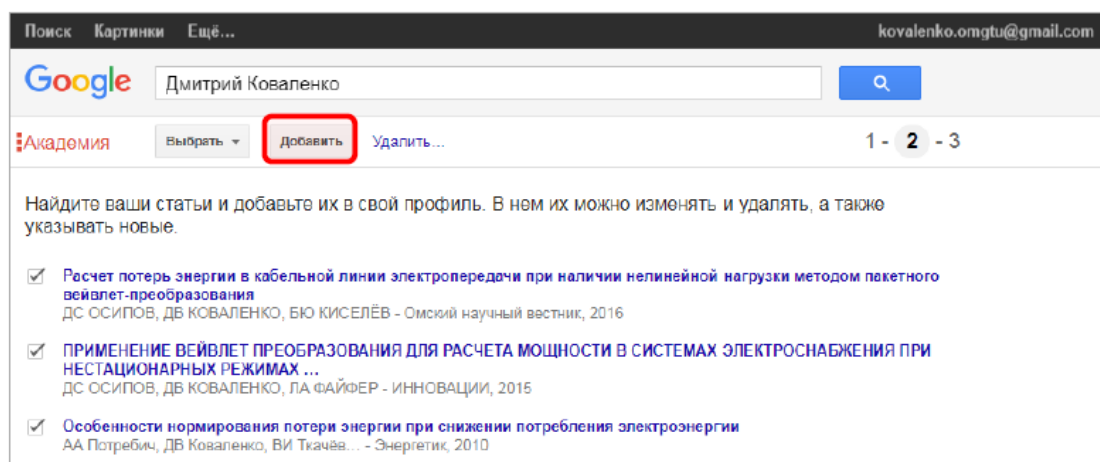 Поиск Картинки Ещё... kovalenko.omgtu@gmail.com
Google Дмитрий Коваленко
Академия Выбрать Добавить Удалить... 1 - 2 - 3
Найдите ваши статьи и добавьте их в свой профиль. В нем их можно изменять и удалять, а также
указывать новые.
Расчет потерь энергии в кабельной линии электропередачи при наличии нелинейной нагрузки методом пакетного
вейвлет-преобразования
ДС ОСИПОВ, ДВ КОВАЛЕНКО, БЮ КИСЕЛЁВ - Омский научный вестник, 2016
ПРИМЕНЕНИЕ ВЕЙВЛЕТ ПРЕОБРАЗОВАНИЯ ДЛЯ РАСЧЕТА МОЩНОСТИ В СИСТЕМАХ ЭЛЕКТРОСНАБЖЕНИЯ ПРИ
НЕСТАЦИОНАРНЫХ РЕЖИМАХ ...
ДС ОСИПОВ, ДВ КОВАЛЕНКО, ЛА ФАЙФЕР - ИННОВАЦИИ, 2015
Особенности нормирования потери энергии при снижении потребления электроэнергии
АА Потребич, ДВ Коваленко, ВИ Ткачёв... - Энергетик, 2010